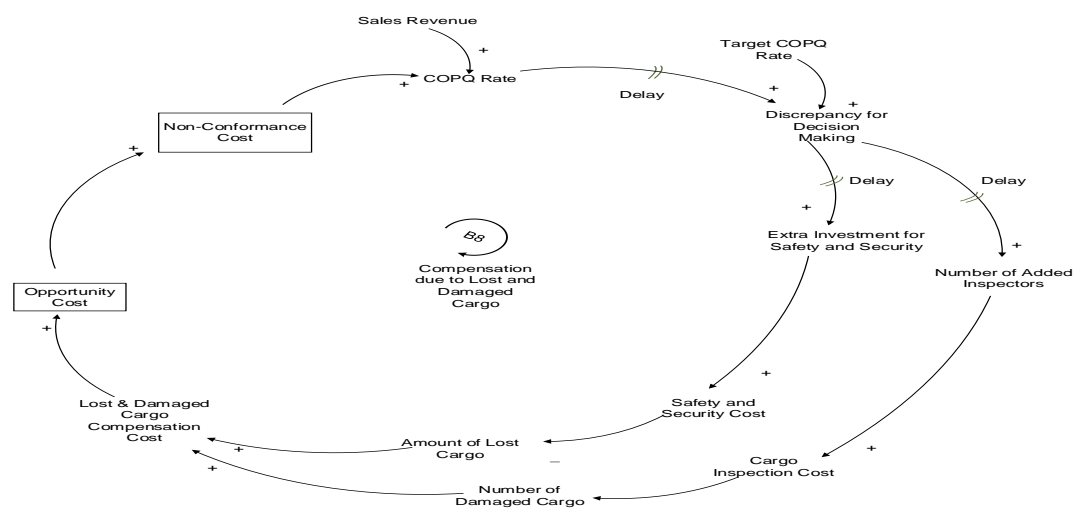 Sales Revenue
+
COPQ Rate
+
Delay
Target COPQ
Rate
+
+
Discrepancy for
Decision
Making
Non-Conformance
Cost
+
Delay
Delay
+
+
B8
Compensation
due to Lost and
Damaged
Cargo
Extra Investment for
Safety and Security
Number of Added
Inspectors
Opportunity
Cost
+
Lost & Damaged
Cargo
Compensation
Cost
+
Safety and
Security Cost
+
Amount of Lost
Cargo
–
+
Cargo
Inspection Cost
+
Number of
Damaged Cargo